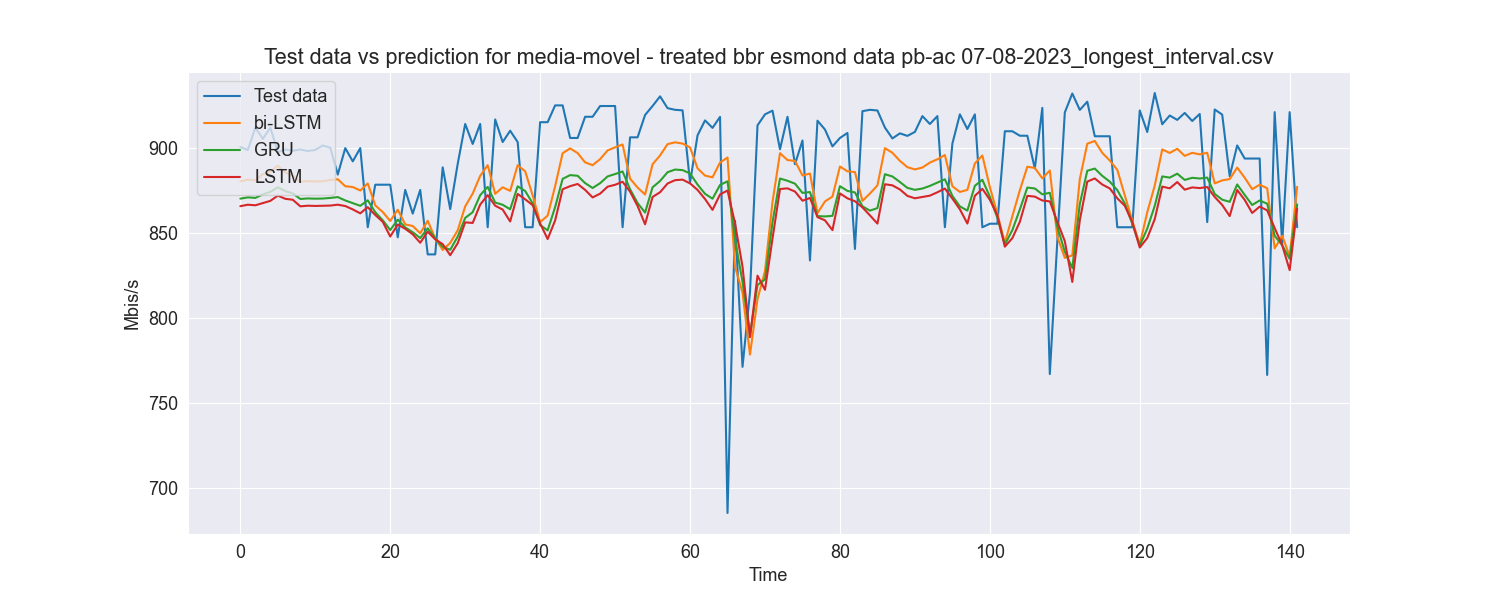 Test data vs prediction for media-movel - treated bbr esmond data pb-ac 07-08-2023_longest_interval.csv
Test data
bi-LSTM
GRU
LSTM
900
850
800
750
700
Mbis/s
0 20 40 60 80 100 120 140
Time